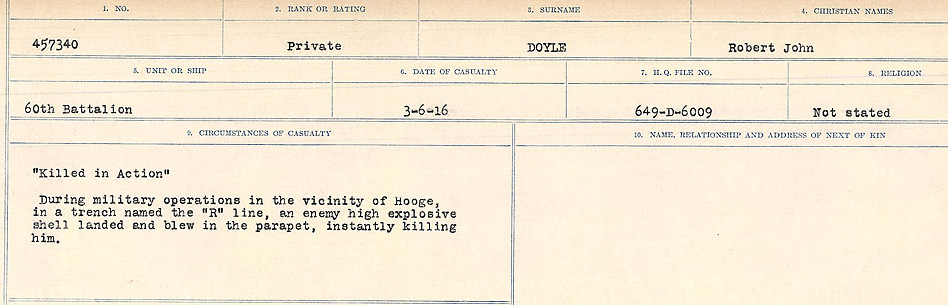 1. NO. 2. RANK OR RATING 3. SURNAME 4. CHRISTIAN NAMES
457340 Private DOYLE Robert John
5. UNIT OR SHIP 6. DATE OF CASUALTY 7. H.Q. FILE NO. 8. RELIGION
60th Battalion 3-6-16 649-D-6009 Not stated
9. CIRCUMSTANCES OF CASUALTY 10. NAME, RELATIONSHIP AND ADDRESS OF NEXT OF KIN
"Killed in Action"
During military operations in the vicinity of Hooge,
in a trench named the "R" line, an enemy high explosive
shell landed and blew in the parapet, instantly killing
him.